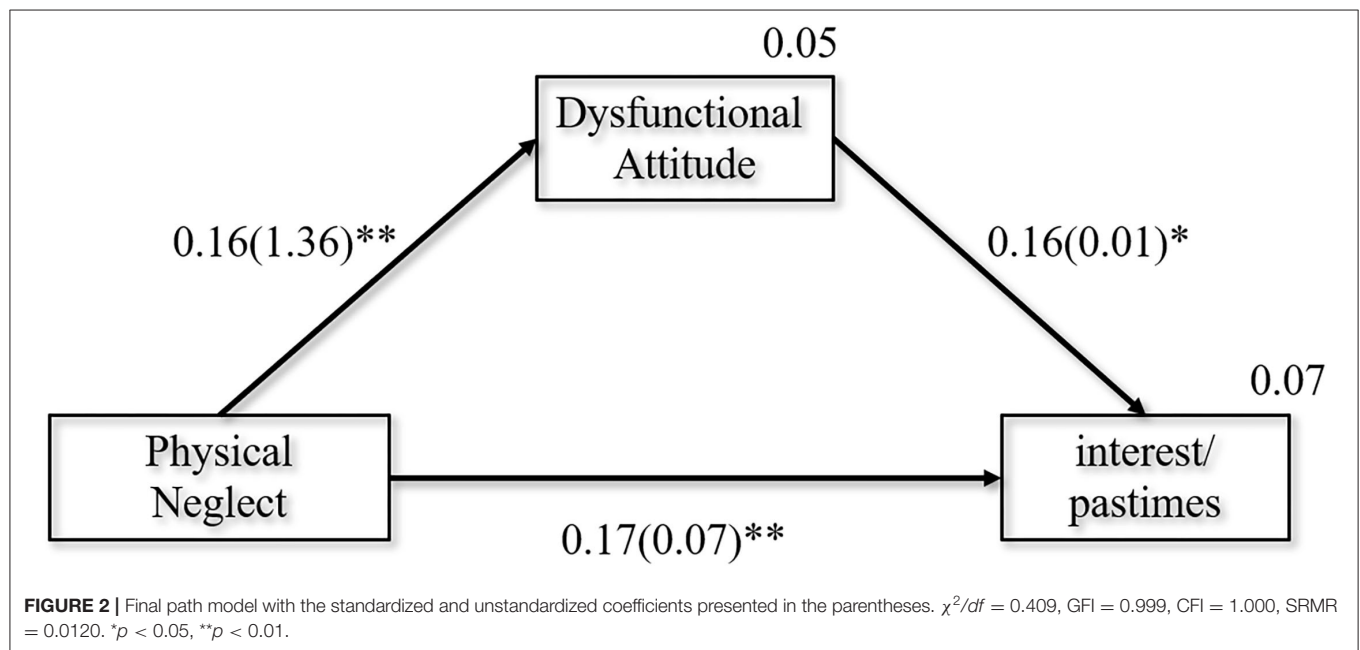 0.05
Dysfunctional
Attitude
0.16(1.36)**
0.16(0.01)*
0.07
Physical
Neglect
interest/
pastimes
0.17(0.07)**
FIGURE 2 | Final path model with the standardized and unstandardized coefficients presented in the parentheses. χ²/df = 0.409, GFI = 0.999, CFI = 1.000, SRMR
= 0.0120. *p < 0.05, **p < 0.01.